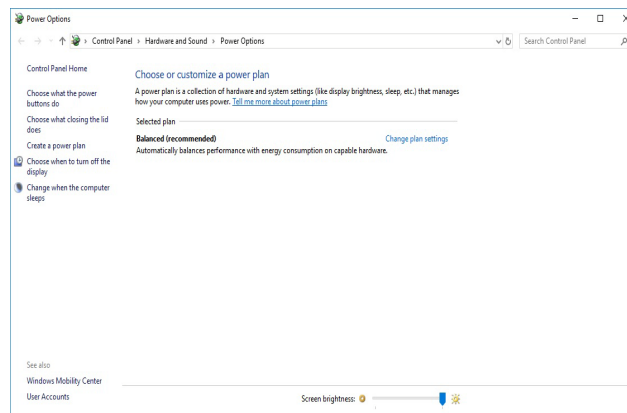 Power Options
Control Panel > Hardware and Sound > Power Options
Search Control Panel
Control Panel Home
Choose what the power
buttons do
Choose what closing the lid
does
Create a power plan
Choose when to turn off the
display
Change when the computer
sleeps
Choose or customize a power plan
A power plan is a collection of hardware and system settings (like display brightness, sleep, etc.) that manages
how your computer uses power. Tell me more about power plans
Selected plan
Balanced (recommended)
Change plan settings
Automatically balances performance with energy consumption on capable hardware.
See also
Windows Mobility Center
User Accounts
Screen brightness: